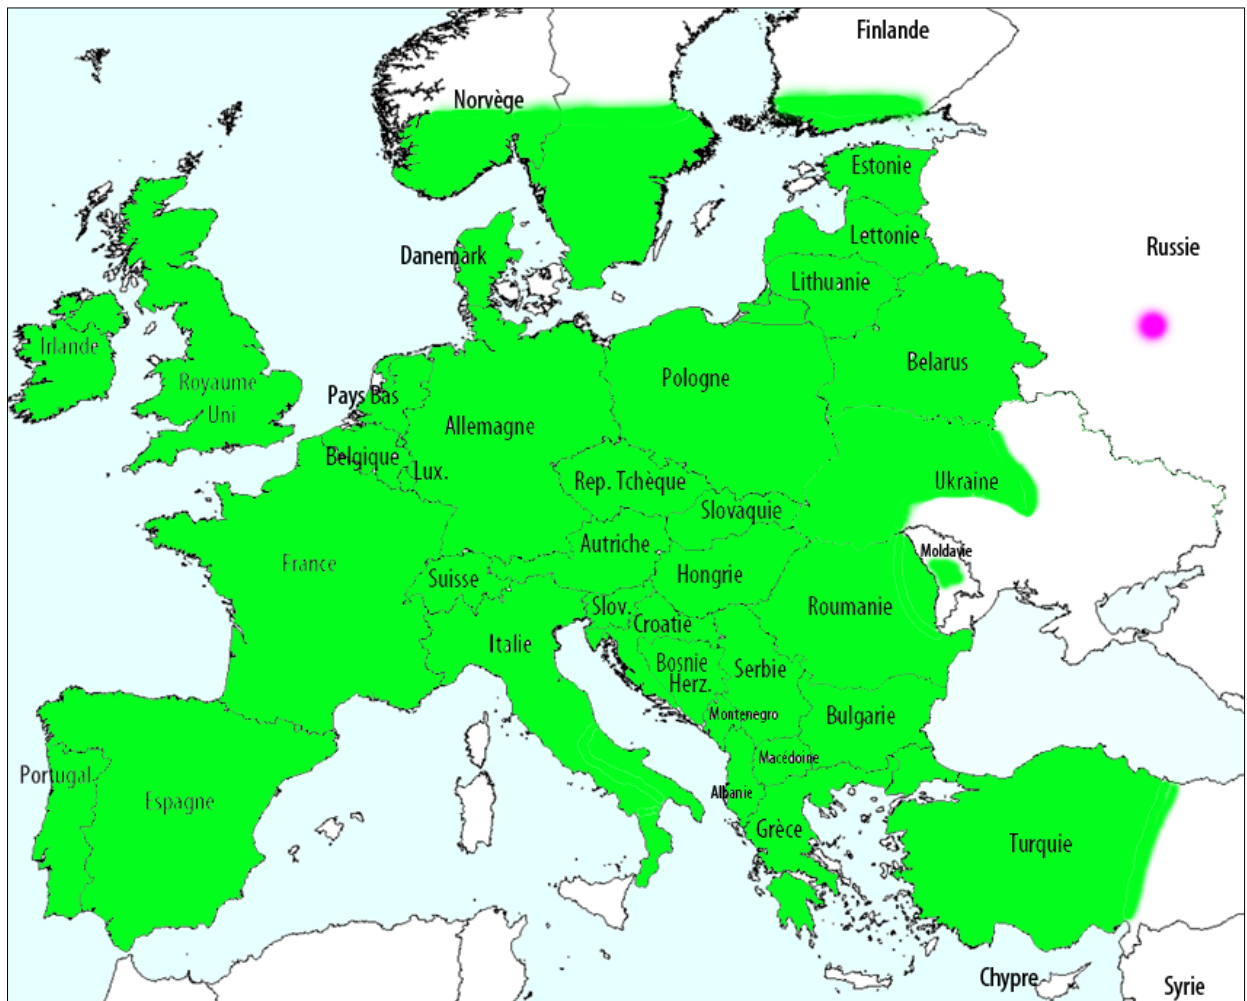 Finlande
Norvège
Estonie
Russie
Lettonie
Danemark
Lithuanie
Irlande
Belarus
Royaume
Uni
Pays Bas
Pologne
Allemagne
Belgique
Lux.
Rep. Tchèque
Ukraine
Slovaquie
Autriche
Moldavie
France
Suisse
Hongrie
Slov.
Roumanie
Croatie
Italie
Bosnie
Herz.
Serbie
Montenegro
Bulgarie
Macédoine
Portugal
Espagne
Albanie
Grèce
Turquie
Chypre
Syrie